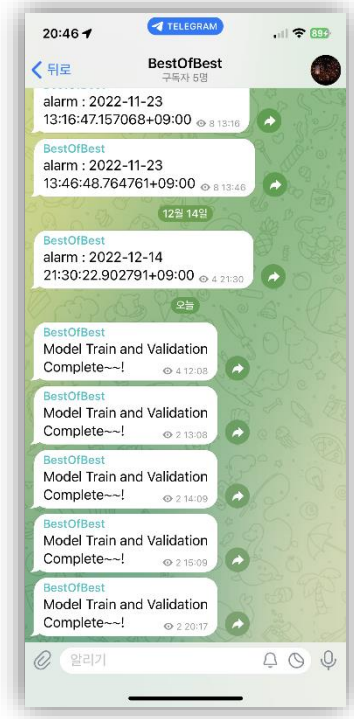 20:46
TELEGRAM
89+
뒤로
BestOfBest
구독자 5명
alarm : 2022-11-23
13:16:47.157068+09:00 8 13:16
BestOfBest
alarm : 2022-11-23
13:46:48.764761+09:00 8 13:46
12월 14일
BestOfBest
alarm : 2022-12-14
21:30:22.902791+09:00 4 21:30
오늘
BestOfBest
Model Train and Validation
Complete~~! 4 12:08
BestOfBest
Model Train and Validation
Complete~~! 2 13:08
BestOfBest
Model Train and Validation
Complete~~! 2 14:09
BestOfBest
Model Train and Validation
Complete~~! 2 15:09
BestOfBest
Model Train and Validation
Complete~~! 2 20:17
알리기